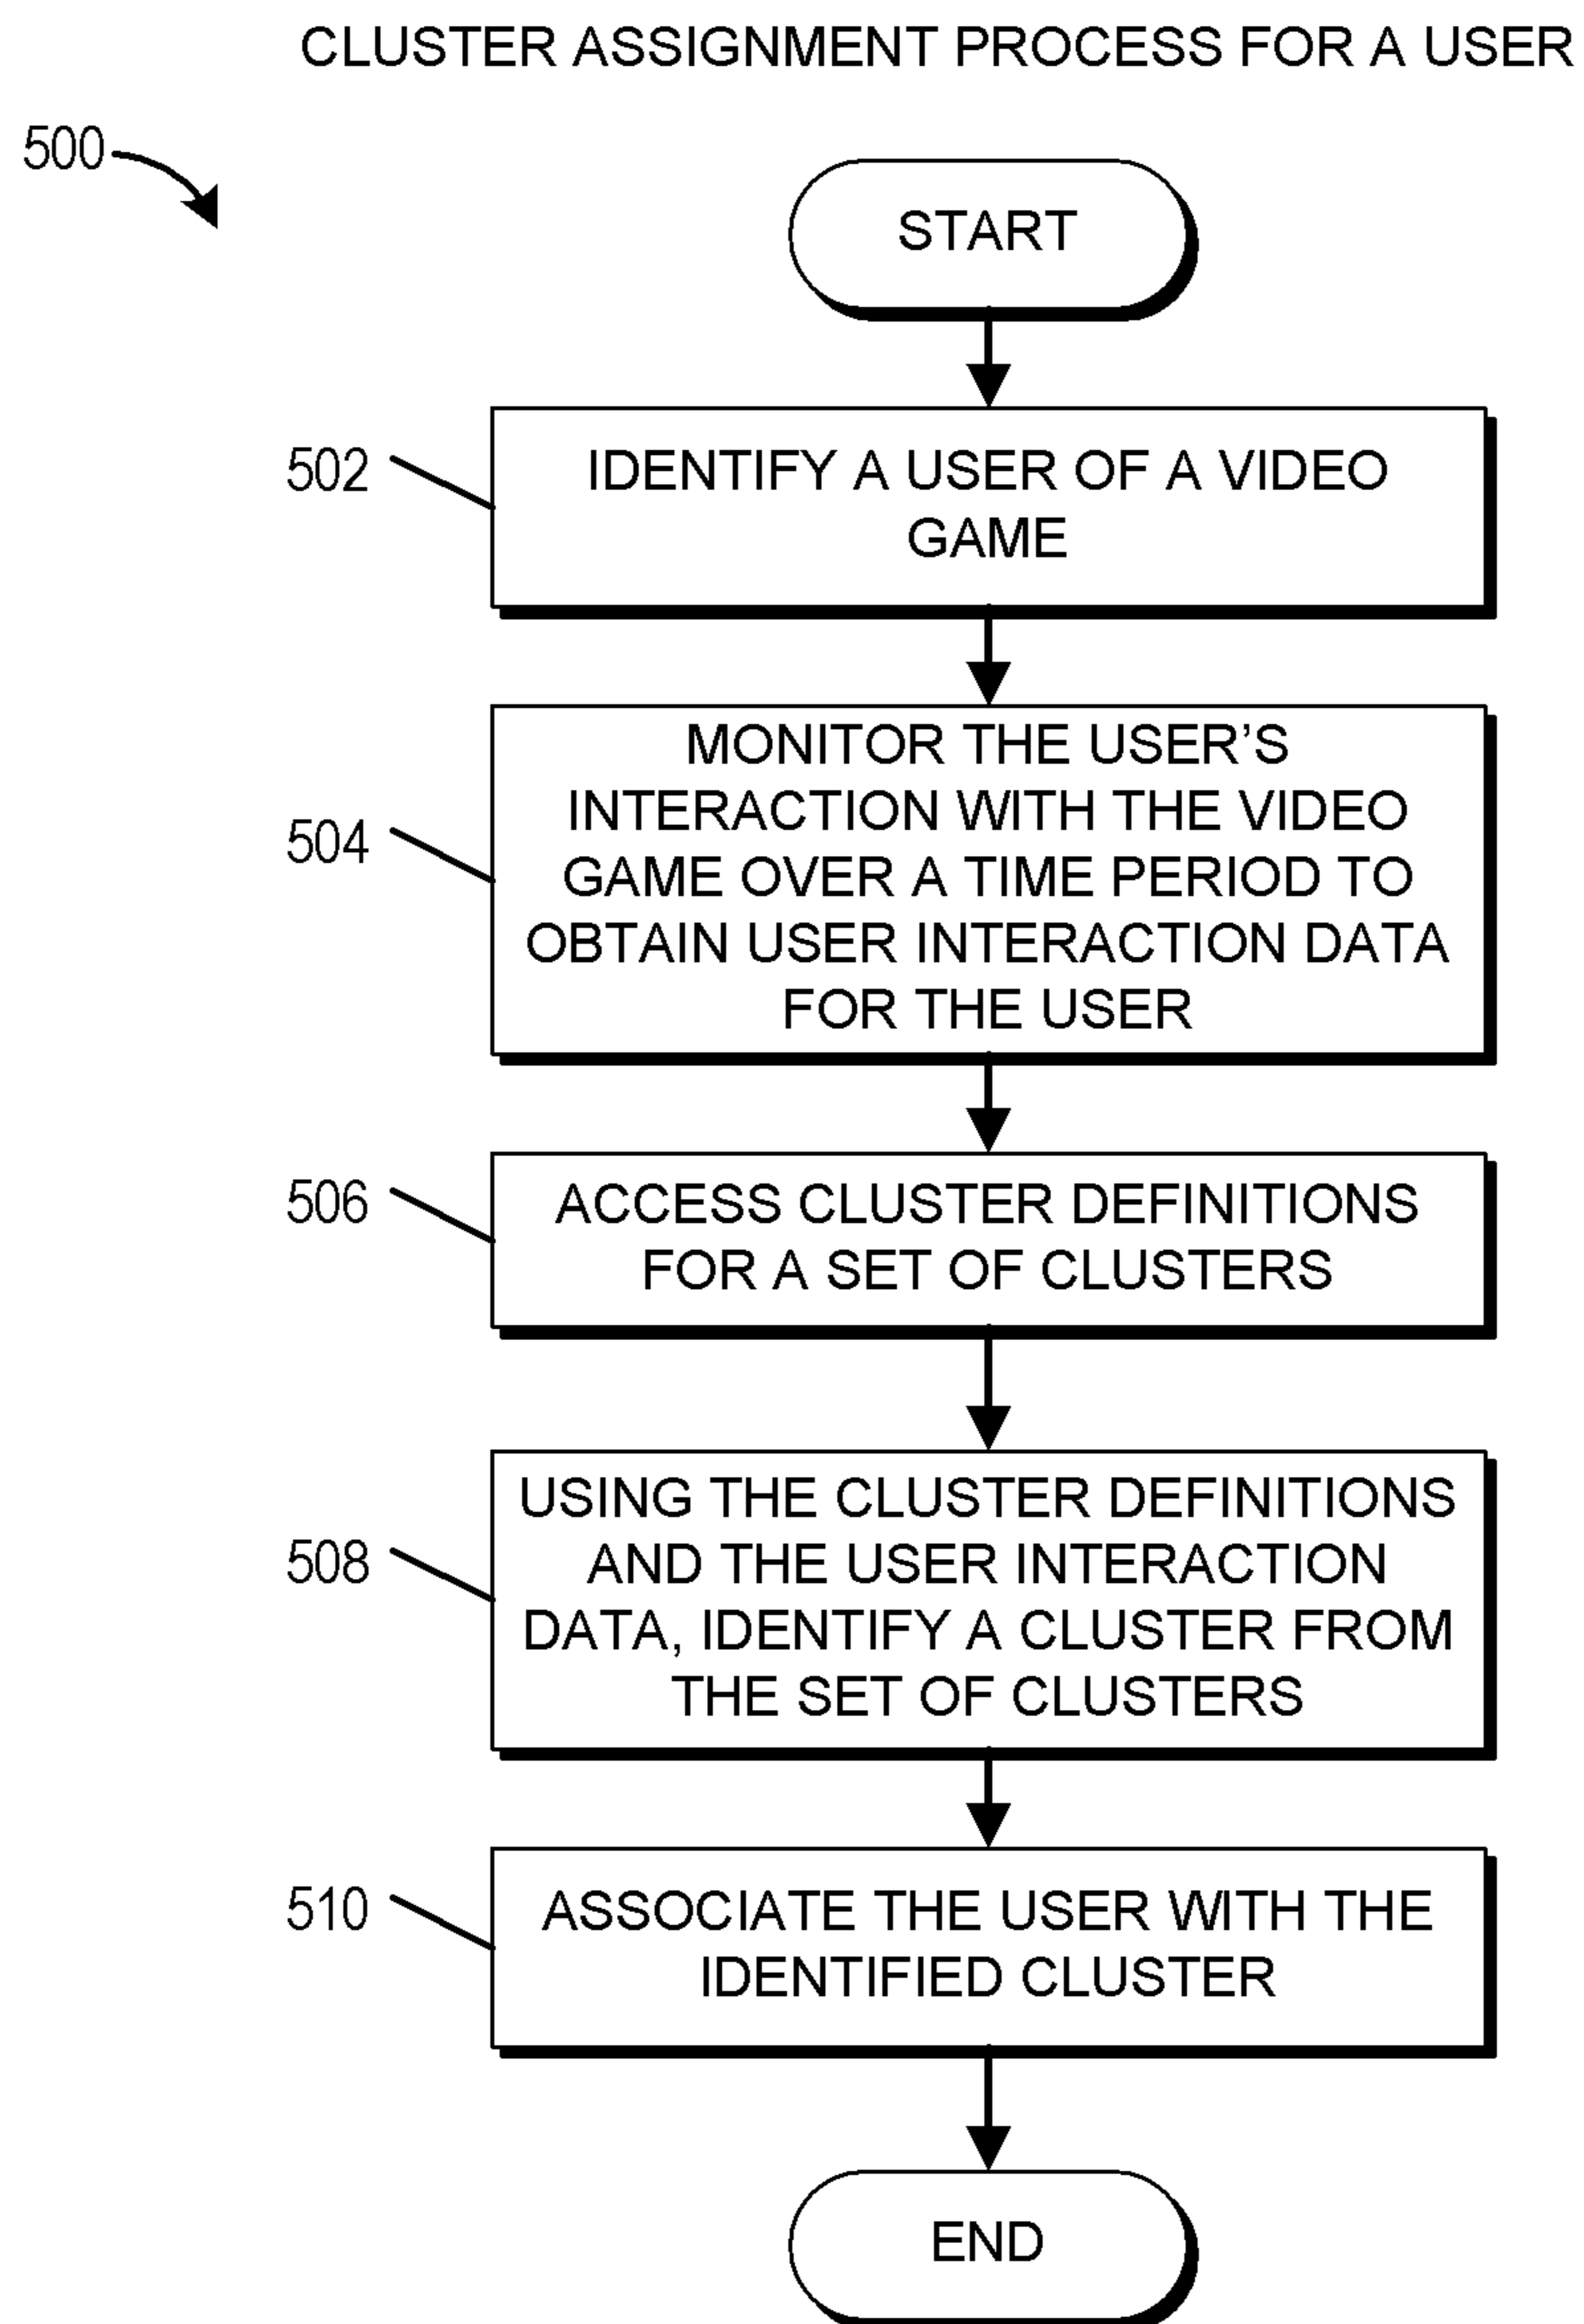 CLUSTER ASSIGNMENT PROCESS FOR A USER
500
START
502
IDENTIFY A USER OF A VIDEO
GAME
504
MONITOR THE USER’S
INTERACTION WITH THE VIDEO
GAME OVER A TIME PERIOD TO
OBTAIN USER INTERACTION DATA
FOR THE USER
506
ACCESS CLUSTER DEFINITIONS
FOR A SET OF CLUSTERS
508
USING THE CLUSTER DEFINITIONS
AND THE USER INTERACTION
DATA, IDENTIFY A CLUSTER FROM
THE SET OF CLUSTERS
510
ASSOCIATE THE USER WITH THE
IDENTIFIED CLUSTER
END